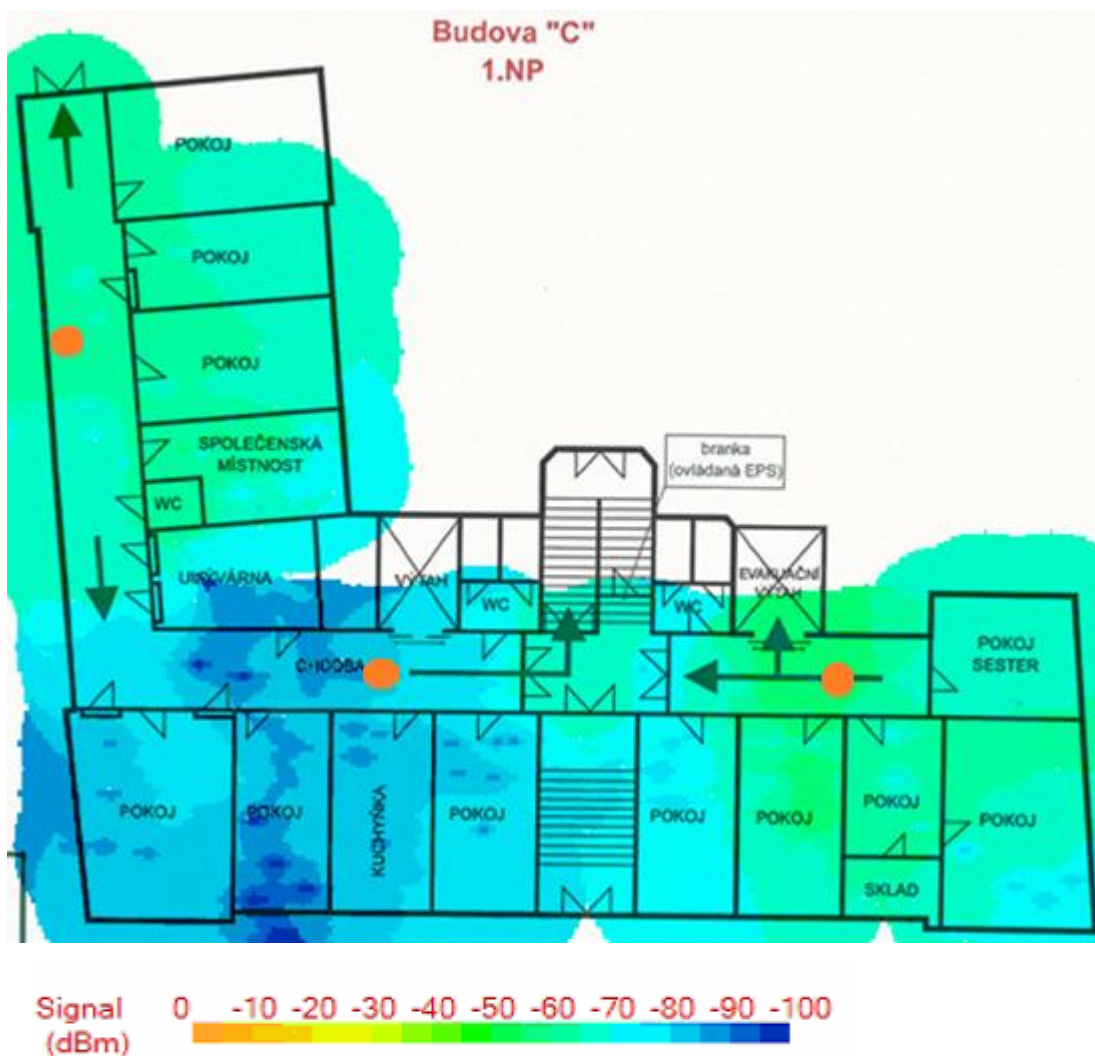 Budova "C"
1.NP
POKOJ
POKOJ
POKOJ
SPOLEČENSKÁ
MÍSTNOST
WC
branka
(ovládaná EPS)
VÝTAH
EVAKUAČNÍ
VÝTAH
WC
WC
POKOJ
SESTER
POKOJ
POKOJ
KUCHYŇKA
POKOJ
POKOJ
POKOJ
POKOJ
POKOJ
SKLAD
Signal 0 -10 -20 -30 -40 -50 -60 -70 -80 -90 -100
(dBm)